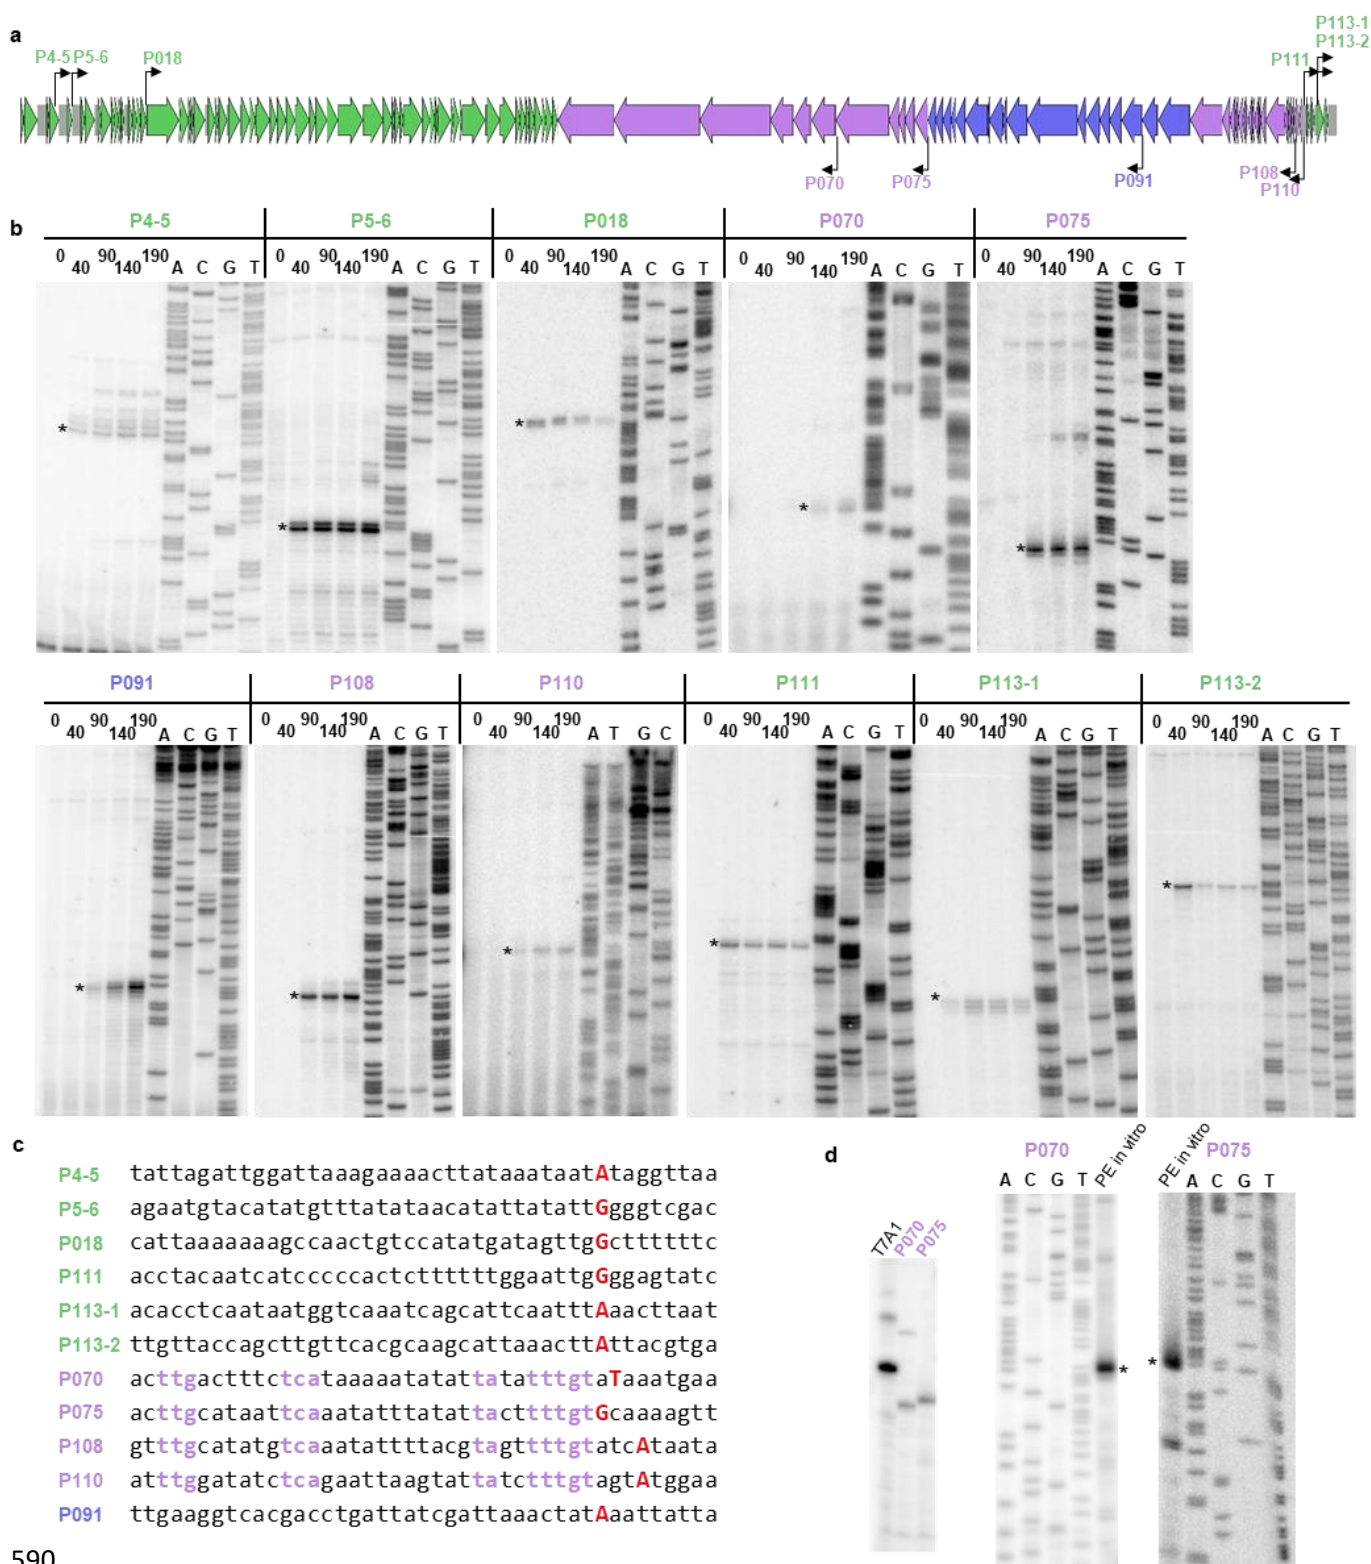 a
P113-1
P113-2
P4-5 P5-6 P018 P111
P070 P075 P091 P108
P110
b
P4-5 P5-6 P018 P070 P075
0 40 90 140 190 A C G T 0 40 90 140 190 A C G T 0 40 90 140 190 A C G T 0 40 90 140 190 A C G T 0 40 90 140 190 A C G T
*
*
*
*
*
P091 P108 P110 P111 P113-1 P113-2
0 40 90 140 190 A C G T 0 40 90 140 190 A C G T 0 40 90 140 190 A T G C 0 40 90 140 190 A C G T 0 40 90 140 190 A C G T 0 40 90 140 190 A C G T
*
*
*
*
*
*
c
P4-5 tattagattggattaaagaaaacttataaataatAtaggttaa
P5-6 agaatgtacatatgtttatataacatattatattGgggtcgac
P018 cattaaaaaaagccaactgtccatatgatagttgGcttttttc
P111 acctacaatcatcccccactcttttttggaattgGggagtatc
P113-1 acacctcaataatggtcaaatcagcattcaatttAaacttaat
P113-2 ttgttaccagcttgttcacgcaagcattaaacttAttacgtga
P070 acttgactttctcataaaaatatattatatttgtaTaaatgaa
P075 acttgcataattcaaatatttatattacttttgtGcaaaagtt
P108 gtttgcatatgtcaaatattttacgtagttttgtatcAtaata
P110 atttggatatctcagaattaagtattatctttgtagtAtggaa
P091 ttgaaggtcacgacctgattatcgattaaactatAaattatta
d
T7A1 P070 P075
P070
A C G T PE in vitro
*
P075
PE in vitro A C G T
*
590